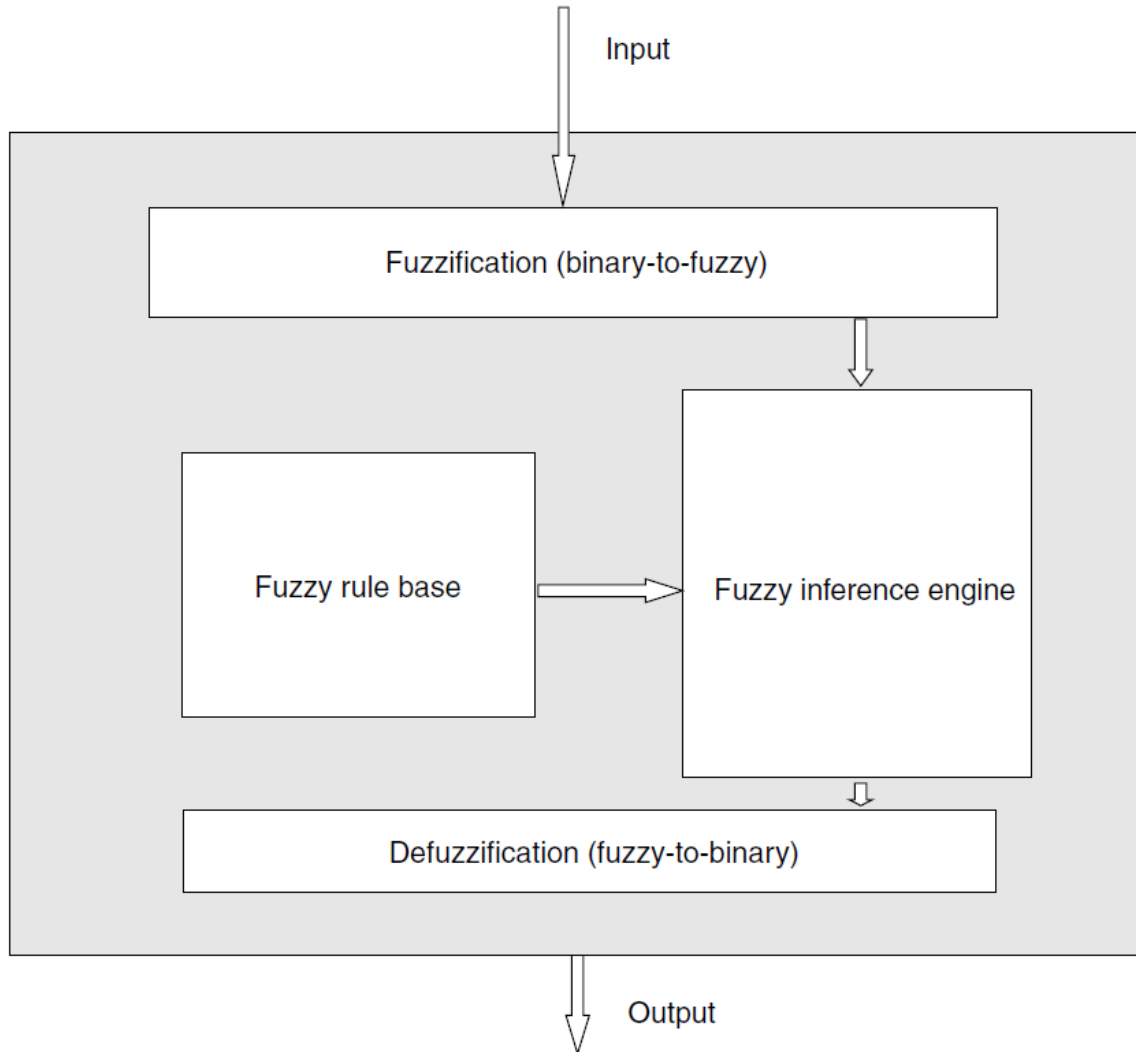 Input
Fuzzification (binary-to-fuzzy)
Fuzzy rule base
Fuzzy inference engine
Defuzzification (fuzzy-to-binary)
Output